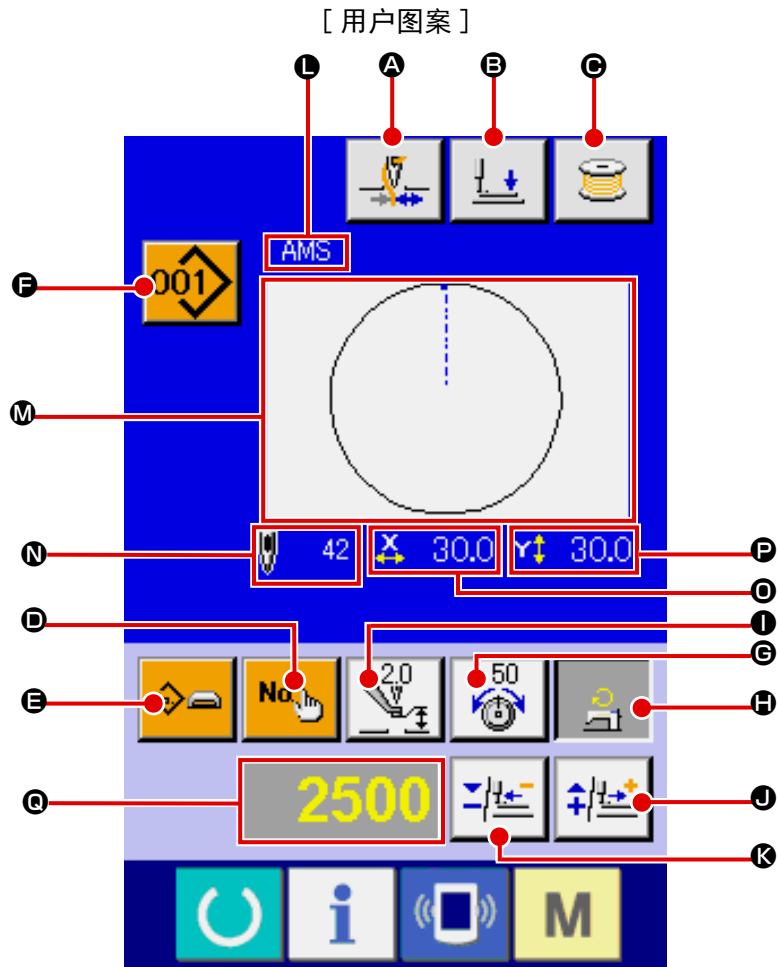 [ 用户图案 ]
L A B C
AMS
001
F
M
N 42 X 30.0 Y 30.0 P
O
D I
G
2.0 50
E No. H
Q 2500 J
K
i M